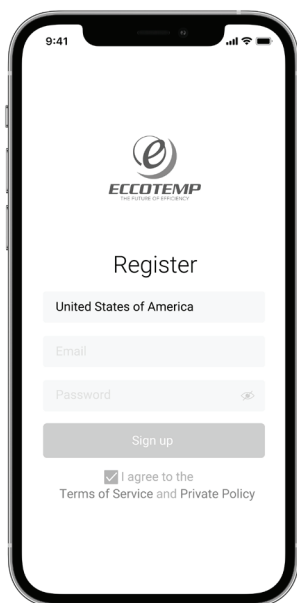 9:41
ECCOTEMP
THE FUTURE OF EFFICIENCY
Register
United States of America
Email
Password
Sign up
I agree to the
Terms of Service and Private Policy